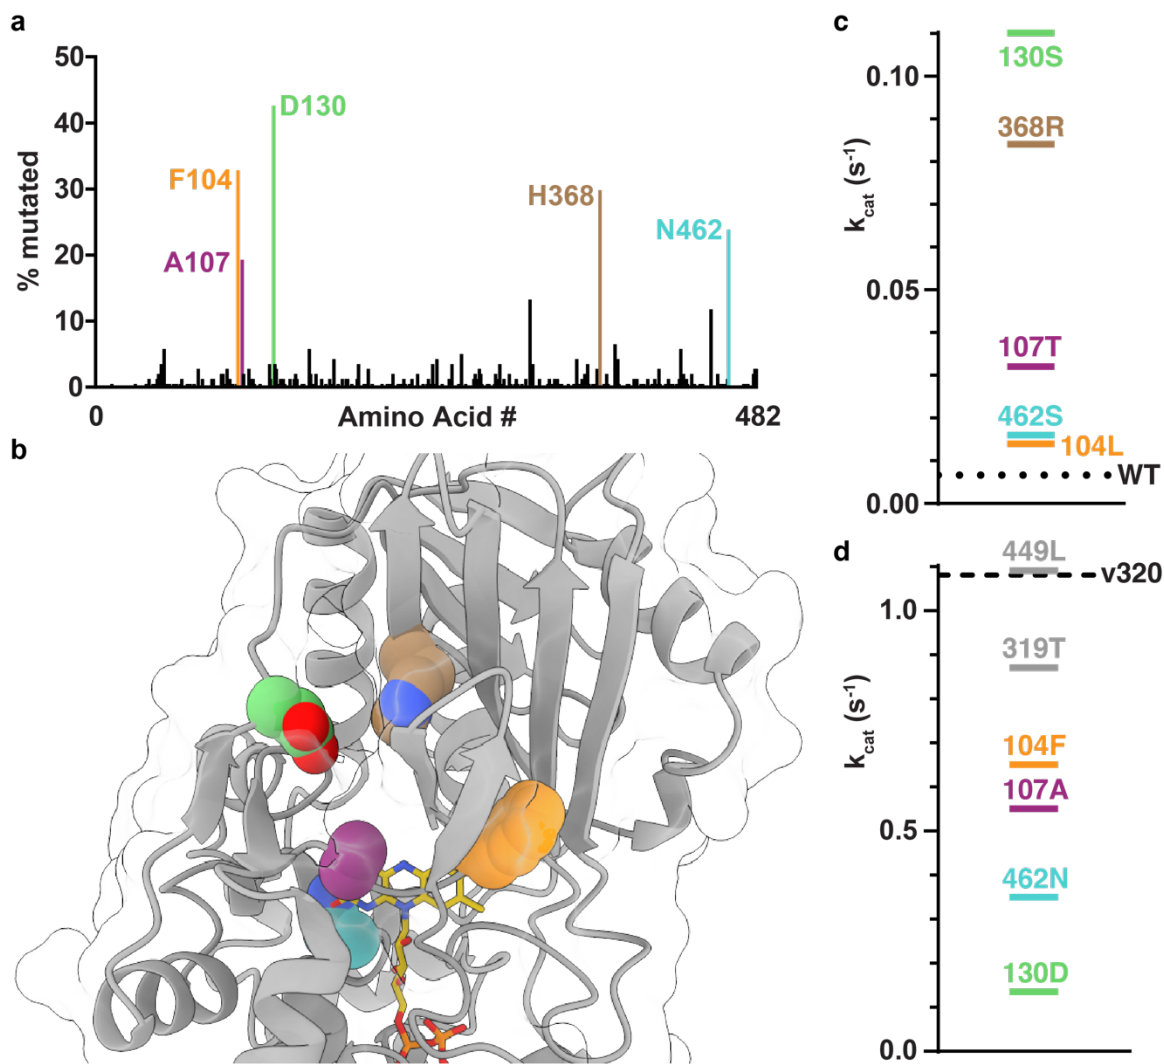 a
50
40
30
20
10
0
% mutated
D130
F104
A107
H368
N462
0
Amino Acid #
482
b
c
0.10
0.05
0.00
kcat (s-1)
130S
368R
107T
462S
104L
WT
d
1.0
0.5
0.0
kcat (s-1)
449L
v320
319T
104F
107A
462N
130D